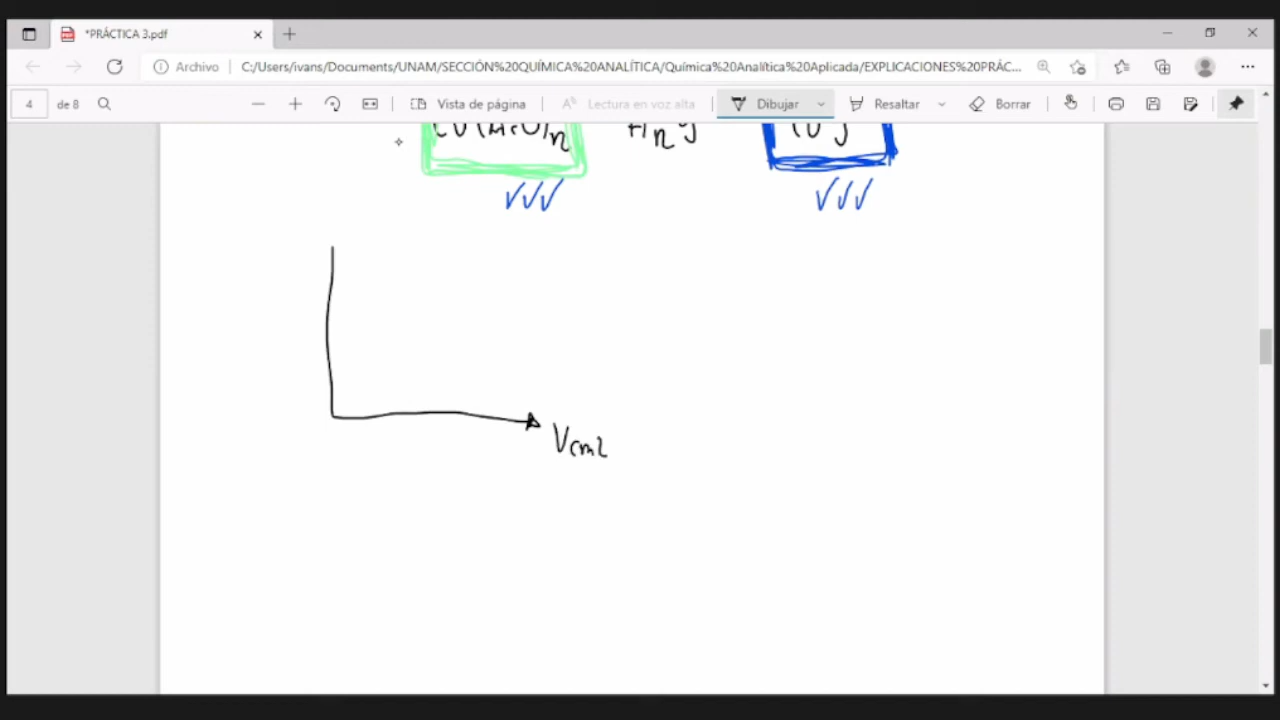 *PRÁCTICA 3.pdf
Archivo
C:/Users/ivans/Documents/UNAM/SECCIÓN%20QUÍMICA%20ANALÍTICA/Química%20Analítica%20Aplicada/EXPLICACIONES%20PRÁC...
4
de 8
Vista de página
Lectura en voz alta
Dibujar
Resaltar
Borrar